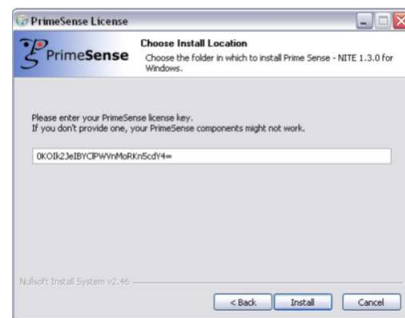 PrimeSense License
PrimeSense
Choose Install Location
Choose the folder in which to install Prime Sense - NITE 1.3.0 for
Windows.
Please enter your PrimeSense license key.
If you don't provide one, your PrimeSense components might not work.
0KOIk2JeIBYClPWVnMoRKn5cdY4=
Nullsoft Install System v2.46
< Back
Install
Cancel